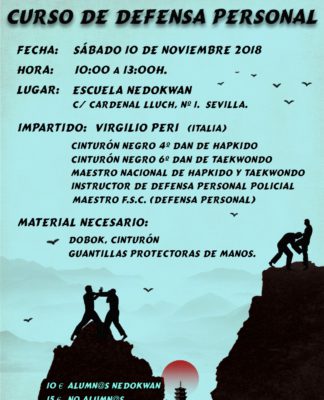 CURSO DE DEFENSA PERSONAL
FECHA: SÁBADO 10 DE NOVIEMBRE 2018
HORA: 10:00 A 13:00H.
LUGAR: ESCUELA NEDOKWAN
C/ CARDENAL LLUCH, Nº 1. SEVILLA.
IMPARTIDO: VIRGILIO PERI (ITALIA)
CINTURÓN NEGRO 4º DAN DE HAPKIDO
CINTURÓN NEGRO 6º DAN DE TAEKWONDO
MAESTRO NACIONAL DE HAPKIDO Y TAEKWONDO
INSTRUCTOR DE DEFENSA PERSONAL POLICIAL
MAESTRO F.S.C. (DEFENSA PERSONAL)
MATERIAL NECESARIO:
DOBOK, CINTURÓN
GUANTILLAS PROTECTORAS DE MANOS.
10 € ALUMN@S NEDOKWAN
15 € NO ALUMN@S